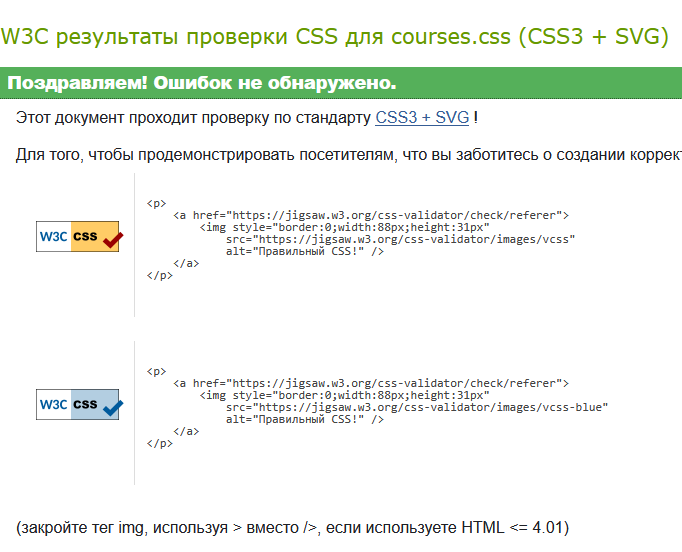 W3C результаты проверки CSS для courses.css (CSS3 + SVG)
Поздравляем! Ошибок не обнаружено.
Этот документ проходит проверку по стандарту CSS3 + SVG !
Для того, чтобы продемонстрировать посетителям, что вы заботитесь о создании коррект
W3C css
<p>
<a href="https://jigsaw.w3.org/css-validator/check/referer">
<img style="border:0;width:88px;height:31px"
src="https://jigsaw.w3.org/css-validator/images/vcss"
alt="Правильный CSS!" />
</a>
</p>
W3C css
<p>
<a href="https://jigsaw.w3.org/css-validator/check/referer">
<img style="border:0;width:88px;height:31px"
src="https://jigsaw.w3.org/css-validator/images/vcss-blue"
alt="Правильный CSS!" />
</a>
</p>
(закройте тег img, используя > вместо />, если используете HTML <= 4.01)